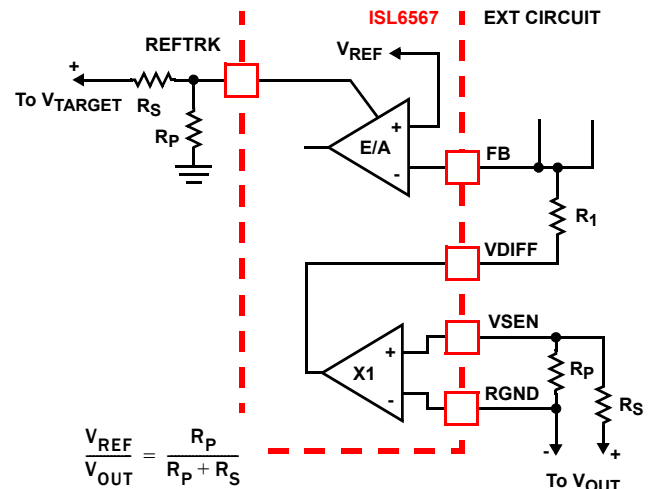 ISL6567 EXT CIRCUIT
REFTRK
VREF
+
To VTARGET
RS
RP
+
E/A
-
FB
R1
VDIFF
VSEN
+
X1
-
RP
RGND
RS
- +
To VOUT
VREF / VOUT = RP / RP + RS